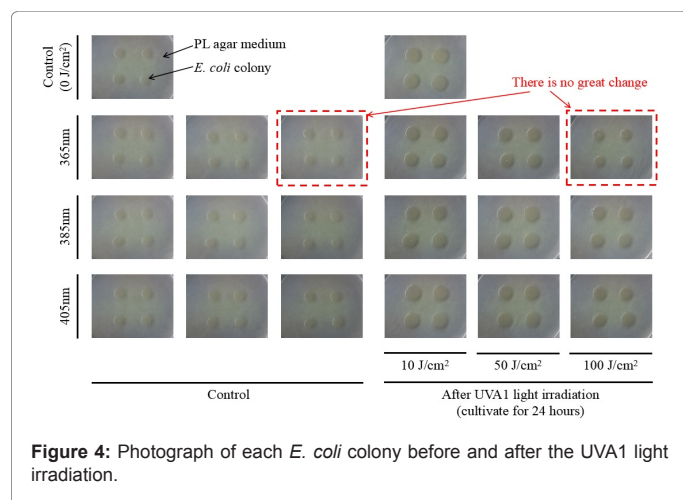 Control
(0 J/cm²)
PL agar medium
E. coli colony
There is no great change
365nm
385nm
405nm
10 J/cm²
50 J/cm²
100 J/cm²
Control
After UVA1 light irradiation
(cultivate for 24 hours)
Figure 4: Photograph of each E. coli colony before and after the UVA1 light
irradiation.